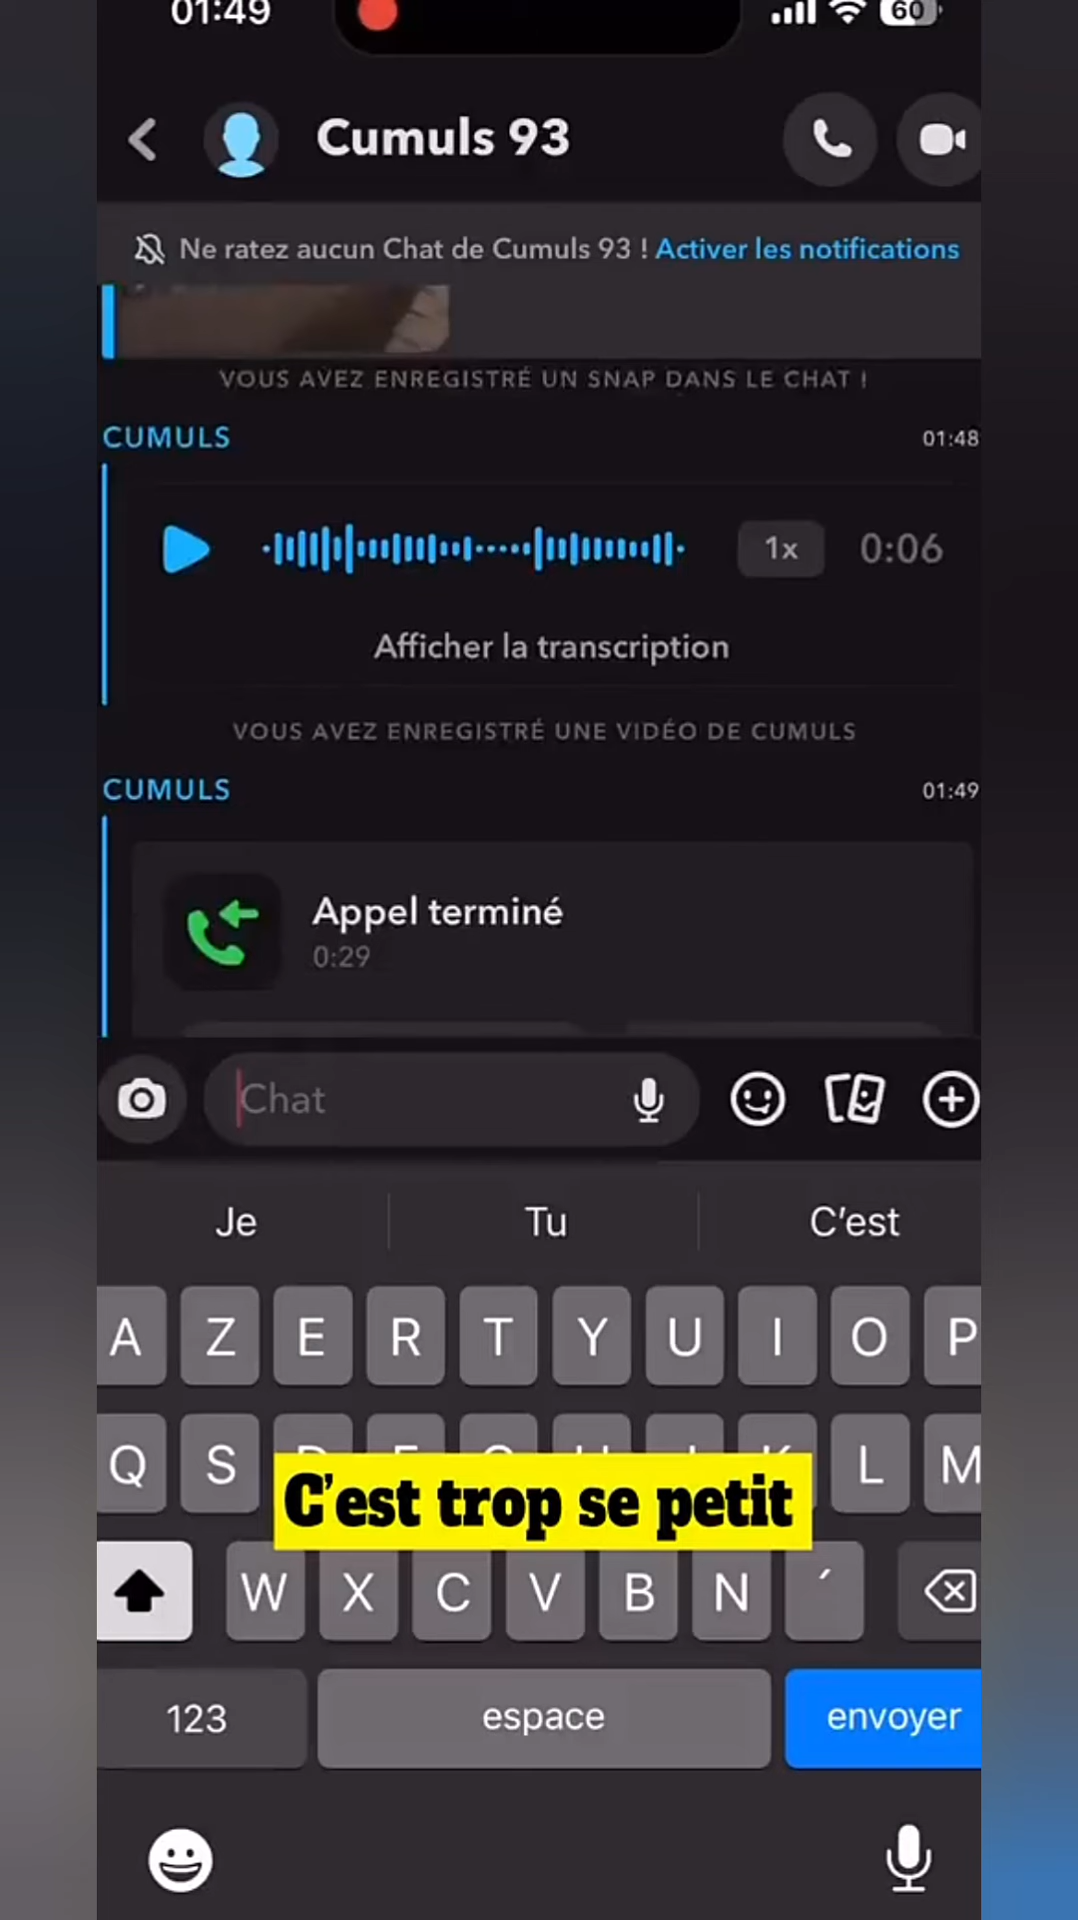 01:49
60
Cumuls 93
Ne ratez aucun Chat de Cumuls 93 ! Activer les notifications
VOUS AVEZ ENREGISTRÉ UN SNAP DANS LE CHAT !
CUMULS
01:48
1x
0:06
Afficher la transcription
VOUS AVEZ ENREGISTRÉ UNE VIDÉO DE CUMULS
CUMULS
01:49
Appel terminé
0:29
Chat
Je
Tu
C'est
A Z E R T Y U I O P
Q S L M
C'est trop se petit
W X C V B N ´
123
espace
envoyer